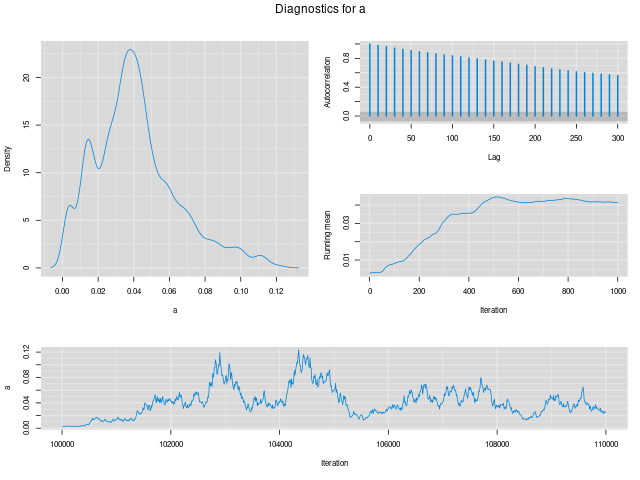 Diagnostics for a
Density
20
15
10
5
0
0.00 0.02 0.04 0.06 0.08 0.10 0.12
a
Autocorrelation
0.8
0.4
0.0
0 50 100 150 200 250 300
Lag
Running mean
0.03
0.01
0 200 400 600 800 1000
Iteration
a
0.12
0.08
0.04
0.00
100000 102000 104000 106000 108000 110000
Iteration